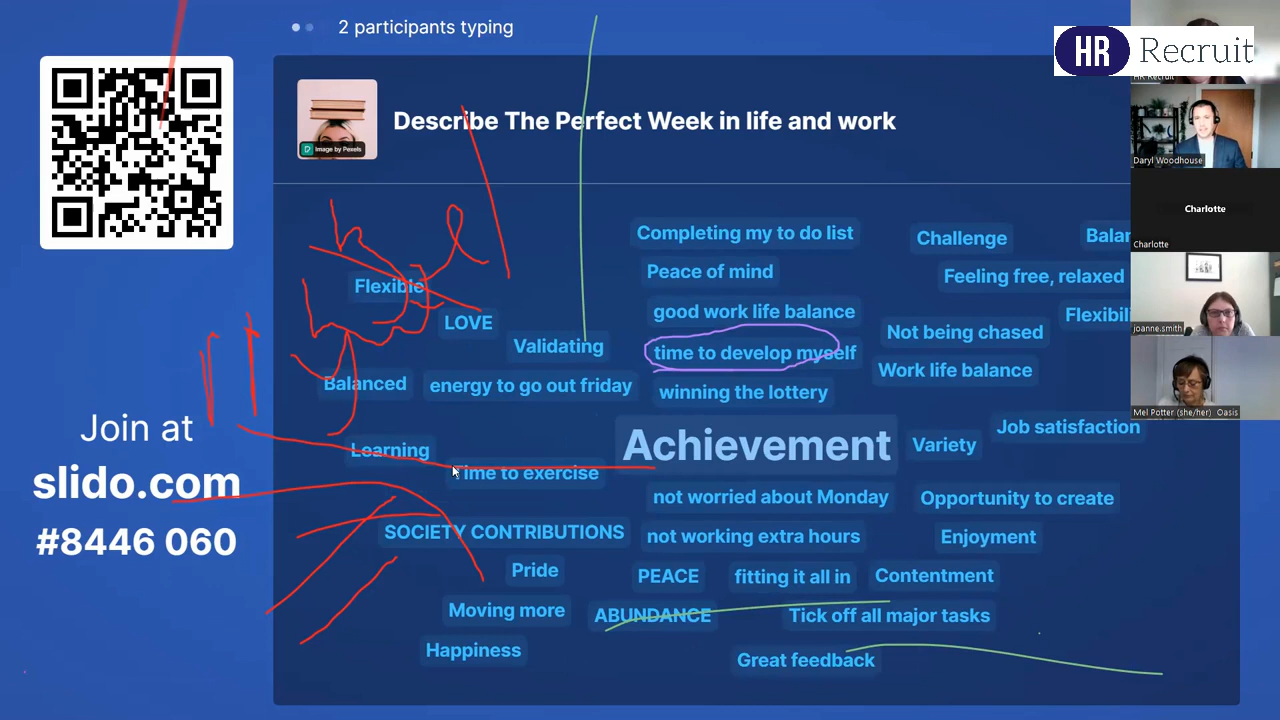 2 participants typing
HR Recruit
Image by Pexels
Describe The Perfect Week in life and work
HR Recruit
Daryl Woodhouse
Charlotte
Charlotte
joanne.smith
Mel Potter (she/her) Oasis
Join at
slido.com
#8446 060
Completing my to do list
Challenge
Peace of mind
Feeling free, relaxed
Flexible
good work life balance
LOVE
Not being chased
Validating
time to develop myself
Work life balance
Balanced
energy to go out friday
winning the lottery
Job satisfaction
Achievement
Variety
Learning
Time to exercise
not worried about Monday
Opportunity to create
SOCIETY CONTRIBUTIONS
not working extra hours
Enjoyment
Pride
PEACE
fitting it all in
Contentment
Moving more
ABUNDANCE
Tick off all major tasks
Happiness
Great feedback